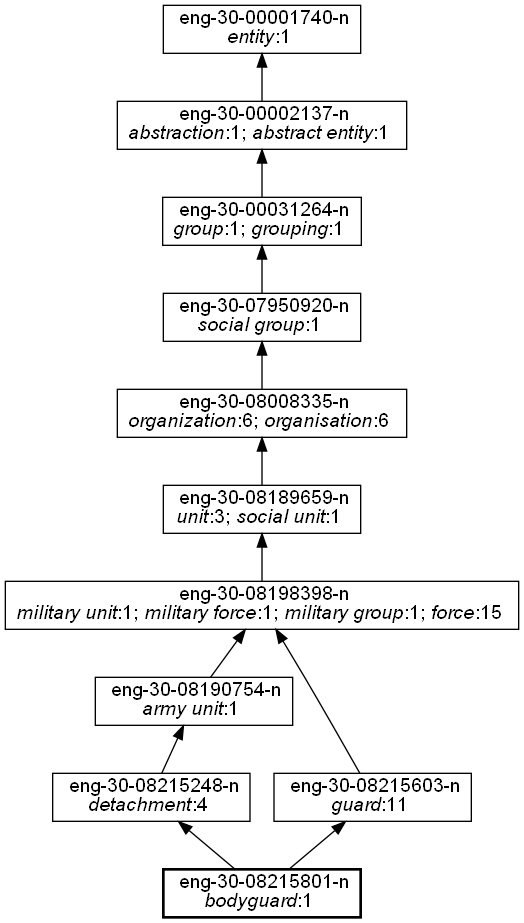 eng-30-00001740-n
entity:1
eng-30-00002137-n
abstraction:1; abstract entity:1
eng-30-00031264-n
group:1; grouping:1
eng-30-07950920-n
social group:1
eng-30-08008335-n
organization:6; organisation:6
eng-30-08189659-n
unit:3; social unit:1
eng-30-08198398-n
military unit:1; military force:1; military group:1; force:15
eng-30-08190754-n
army unit:1
eng-30-08215248-n
detachment:4
eng-30-08215603-n
guard:11
eng-30-08215801-n
bodyguard:1